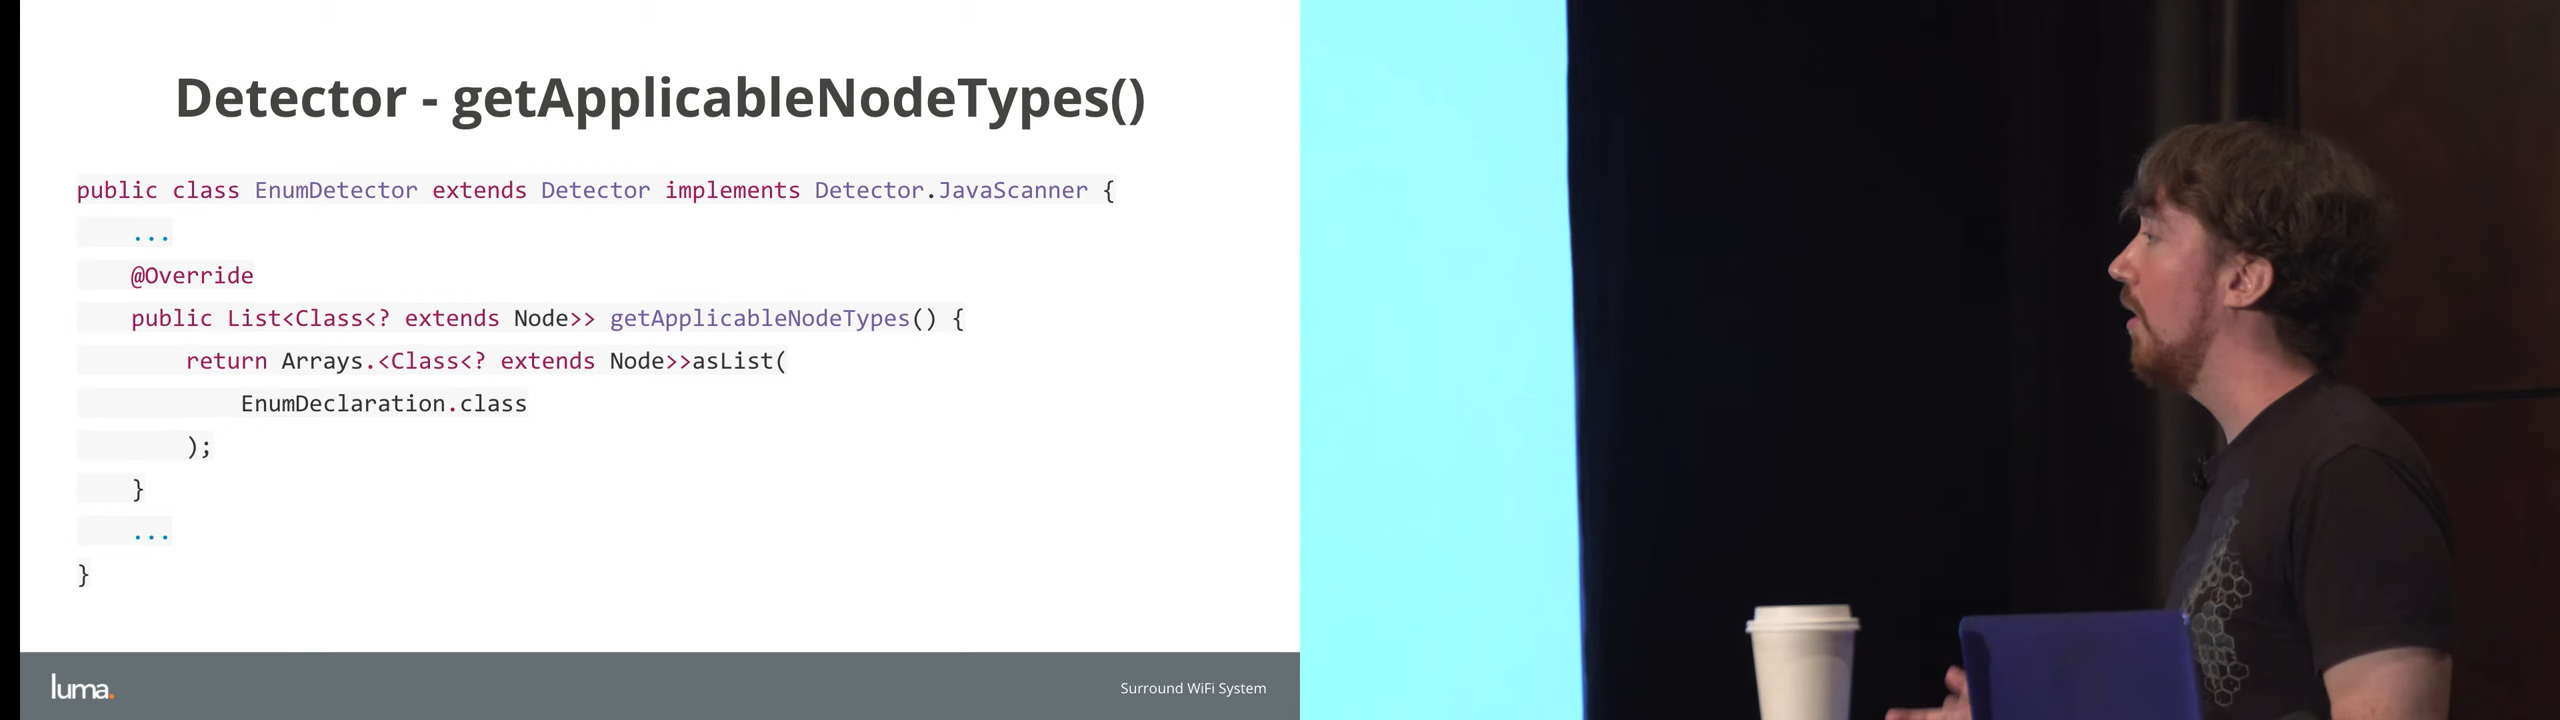 Detector - getApplicableNodeTypes()
public class EnumDetector extends Detector implements Detector.JavaScanner {
    ...
    @Override
    public List<Class<? extends Node>> getApplicableNodeTypes() {
        return Arrays.<Class<? extends Node>>asList(
            EnumDeclaration.class
        );
    }
    ...
}
luma.
Surround WiFi System